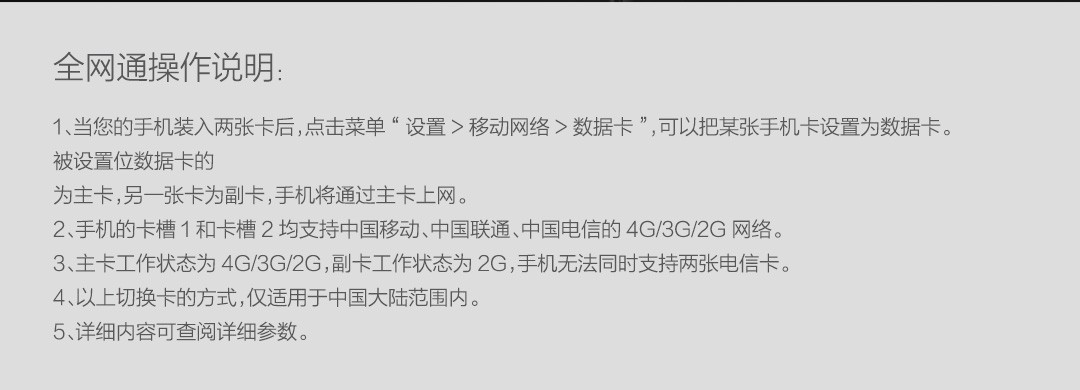 全网通操作说明:
1、当您的手机装入两张卡后,点击菜单 “ 设置 > 移动网络 > 数据卡 ”,可以把某张手机卡设置为数据卡。
被设置位数据卡的
为主卡,另一张卡为副卡,手机将通过主卡上网。
2、手机的卡槽 1 和卡槽 2 均支持中国移动、中国联通、中国电信的 4G/3G/2G 网络。
3、主卡工作状态为 4G/3G/2G,副卡工作状态为 2G,手机无法同时支持两张电信卡。
4、以上切换卡的方式,仅适用于中国大陆范围内。
5、详细内容可查阅详细参数。